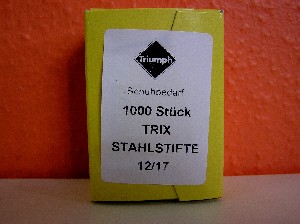 Triumph
Schuhbedarf
1000 Stück
TRIX
STAHLSTIFTE
12/17